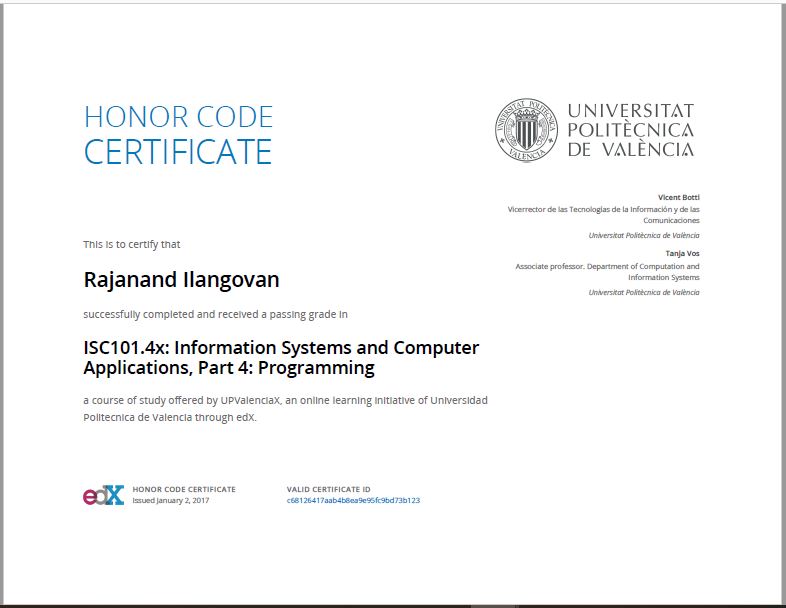 HONOR CODE
CERTIFICATE
UNIVERSITAT POLITÈCNICA
VALÈNCIA
UNIVERSITAT
POLITÈCNICA
DE VALÈNCIA
Vicent Botti
Vicerrector de las Tecnologías de la Información y de las
Comunicaciones
Universitat Politècnica de València
Tanja Vos
Associate professor. Department of Computation and
Information Systems
Universitat Politècnica de València
This is to certify that
Rajanand Ilangovan
successfully completed and received a passing grade in
ISC101.4x: Information Systems and Computer
Applications, Part 4: Programming
a course of study offered by UPValenciaX, an online learning initiative of Universidad
Politecnica de Valencia through edX.
edX
HONOR CODE CERTIFICATE
Issued January 2, 2017
VALID CERTIFICATE ID
c68126417aab4b8ea9e95fc9bd73b123